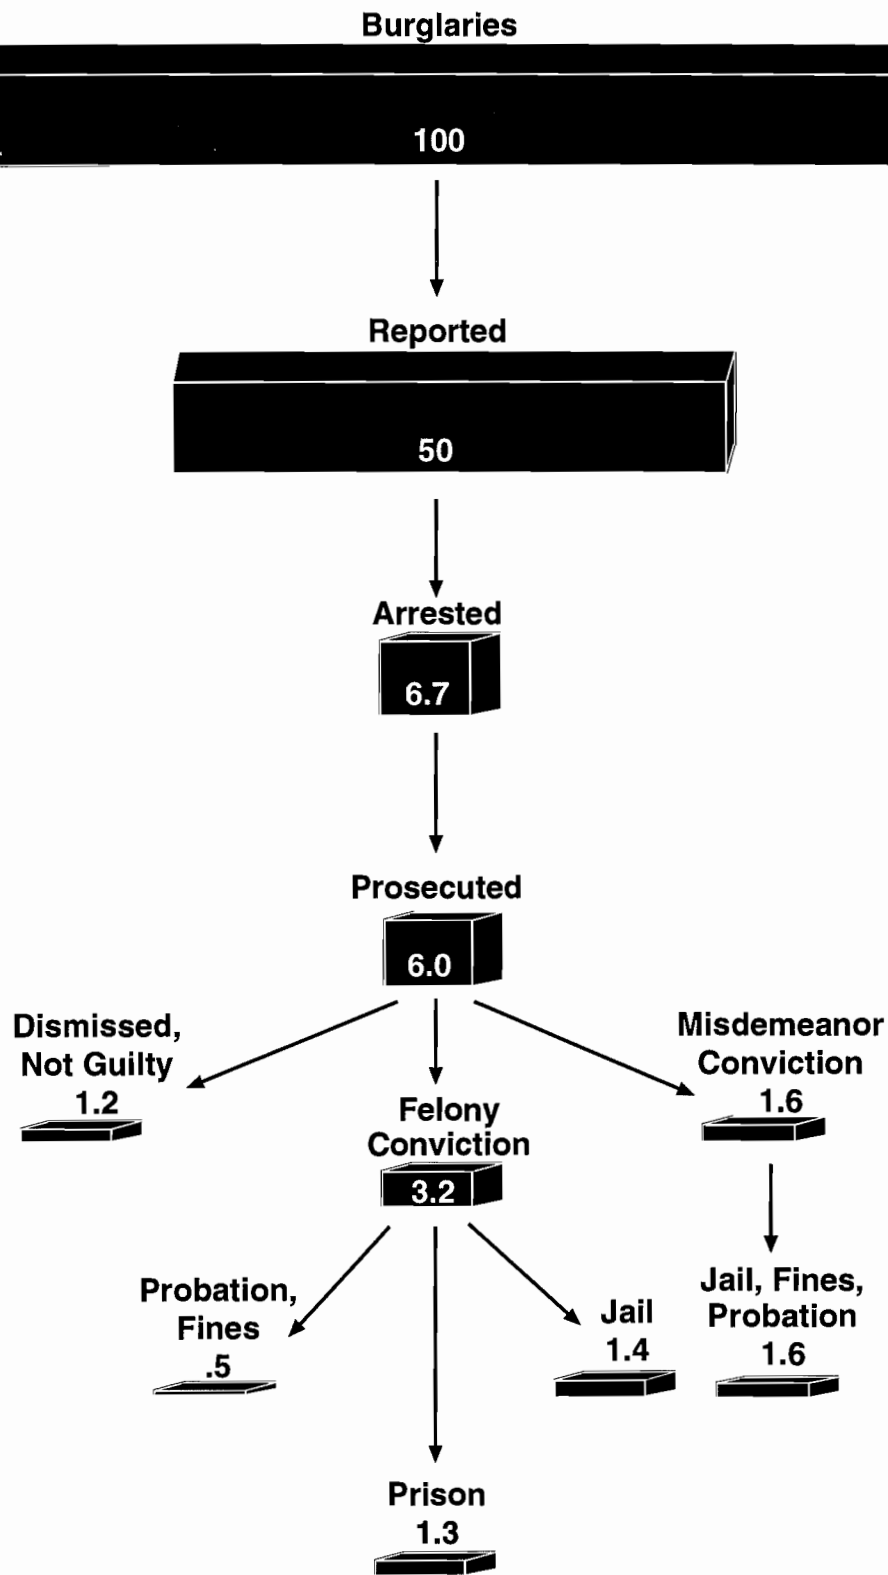 Burglaries
100
Reported
50
Arrested
6.7
Prosecuted
6.0
Dismissed,
Not Guilty
1.2
Felony
Conviction
3.2
Misdemeanor
Conviction
1.6
Probation,
Fines
.5
Prison
1.3
Jail
1.4
Jail, Fines,
Probation
1.6